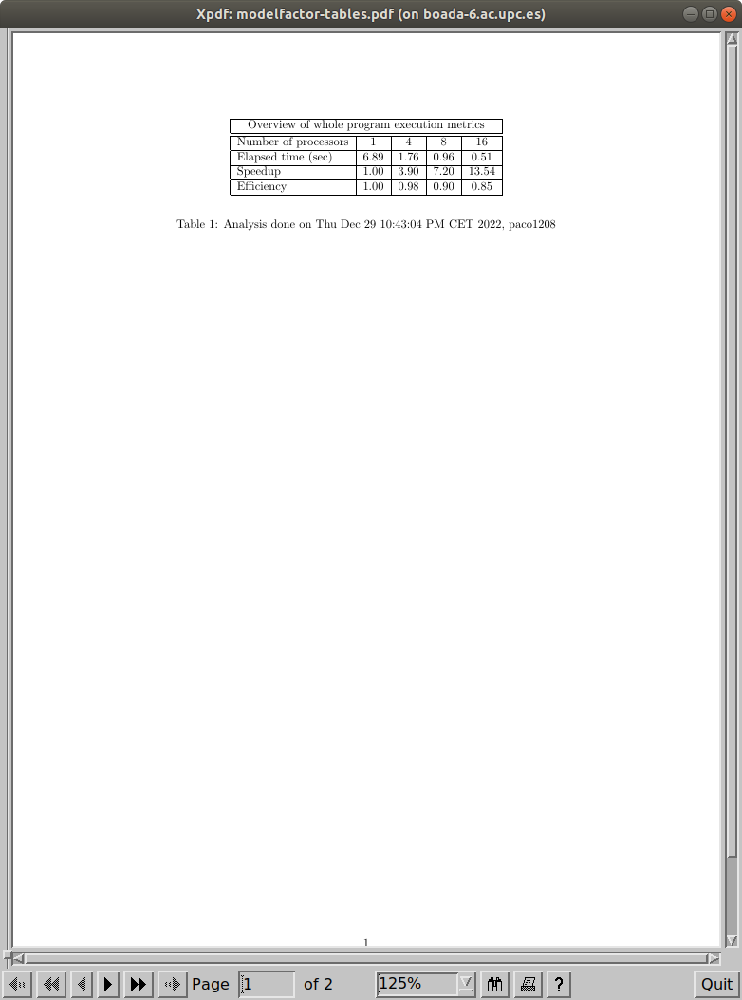 Xpdf: modelfactor-tables.pdf (on boada-6.ac.upc.es)
Overview of whole program execution metrics
Number of processors 1 4 8 16
Elapsed time (sec) 6.89 1.76 0.96 0.51
Speedup 1.00 3.90 7.20 13.54
Efficiency 1.00 0.98 0.90 0.85
Table 1: Analysis done on Thu Dec 29 10:43:04 PM CET 2022, paco1208
1
Page 1 of 2 125% ? Quit